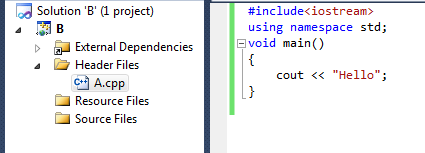 Solution 'B' (1 project)
B
External Dependencies
Header Files
A.cpp
Resource Files
Source Files
#include<iostream>
using namespace std;
void main()
{
cout << "Hello";
}